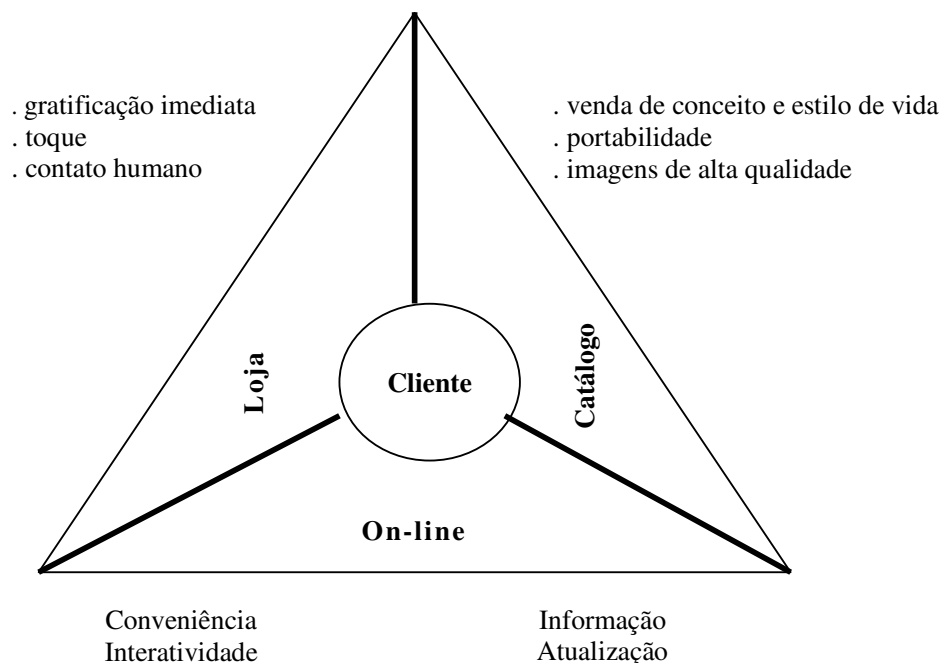 . gratificação imediata
. toque
. contato humano
. venda de conceito e estilo de vida
. portabilidade
. imagens de alta qualidade
Loja
Cliente
Catálogo
On-line
Conveniência
Interatividade
Informação
Atualização